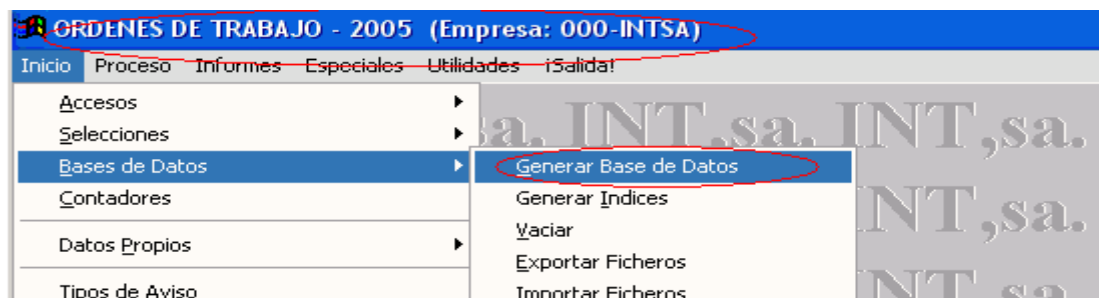 ORDENES DE TRABAJO - 2005 (Empresa: 000-INTSA)
Inicio Proceso Informes Especiales Utilidades ¡Salida!
Accesos
Selecciones
Bases de Datos
Contadores
Datos Propios
Tipos de Aviso
Generar Base de Datos
Generar Indices
Vaciar
Exportar Ficheros
Importar Ficheros
sa. INT,sa. INT,sa.
INT,sa.
INT,sa.